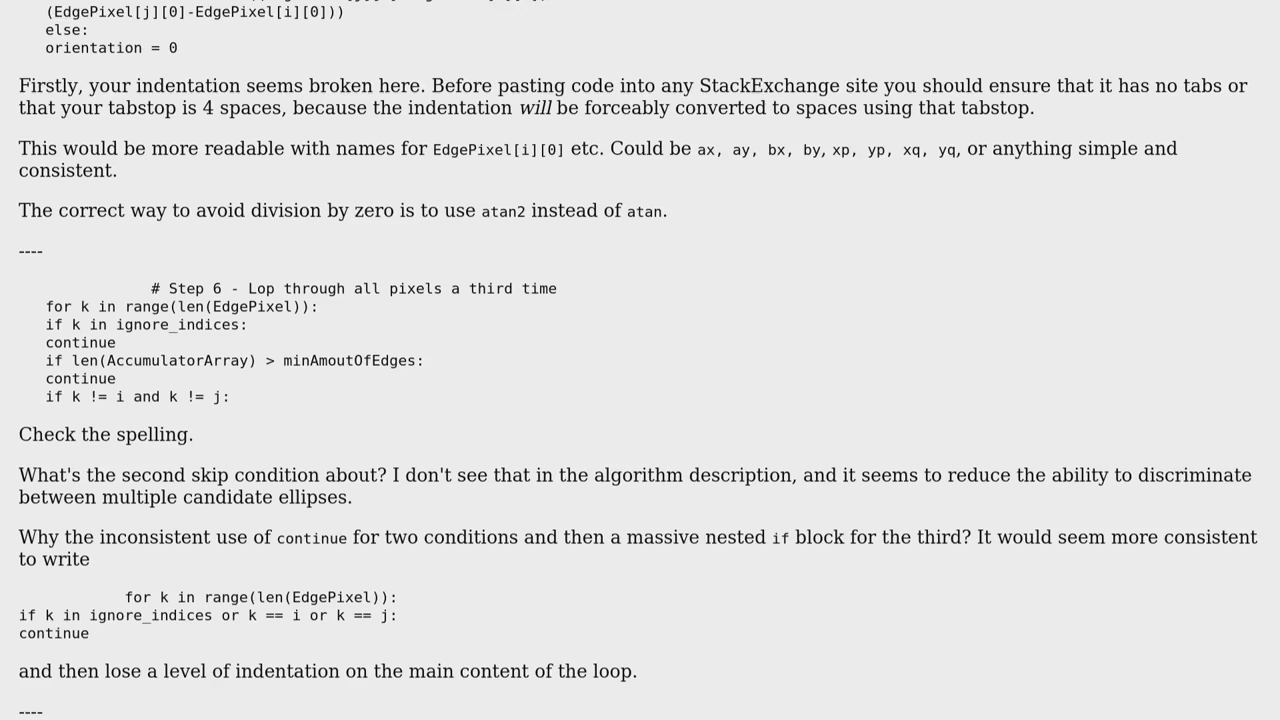 (EdgePixel[j][0]-EdgePixel[i][0]))
else:
orientation = 0
Firstly, your indentation seems broken here. Before pasting code into any StackExchange site you should ensure that it has no tabs or
that your tabstop is 4 spaces, because the indentation will be forceably converted to spaces using that tabstop.
This would be more readable with names for EdgePixel[i][0] etc. Could be ax, ay, bx, by, xp, yp, xq, yq, or anything simple and
consistent.
The correct way to avoid division by zero is to use atan2 instead of atan.
----
# Step 6 - Lop through all pixels a third time
for k in range(len(EdgePixel)):
if k in ignore_indices:
continue
if len(AccumulatorArray) > minAmoutOfEdges:
continue
if k != i and k != j:
Check the spelling.
What's the second skip condition about? I don't see that in the algorithm description, and it seems to reduce the ability to discriminate
between multiple candidate ellipses.
Why the inconsistent use of continue for two conditions and then a massive nested if block for the third? It would seem more consistent
to write
for k in range(len(EdgePixel)):
if k in ignore_indices or k == i or k == j:
continue
and then lose a level of indentation on the main content of the loop.
----